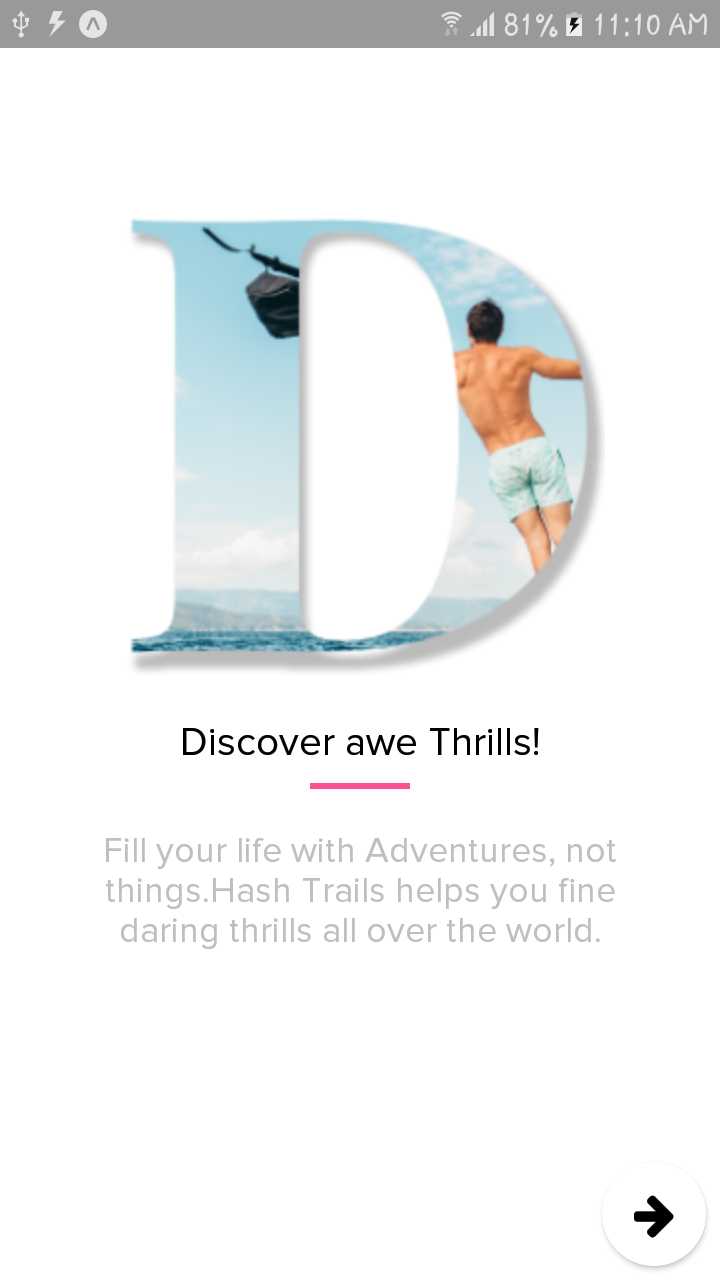 81% 11:10 AM
D
Discover awe Thrills!
Fill your life with Adventures, not
things.Hash Trails helps you fine
daring thrills all over the world.